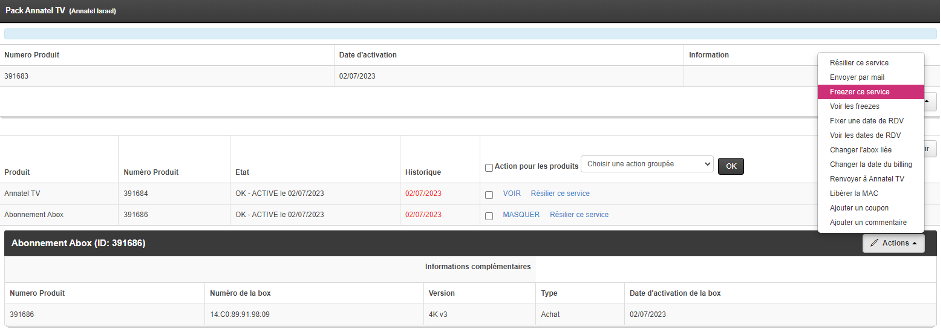 Pack Annatel TV (Annatel Israel)
Numero Produit Date d'activation Information
391683 02/07/2023
Résilier ce service
Envoyer par mail
Freezer ce service
Voir les freezes
Fixer une date de RDV
Voir les dates de RDV
Changer l'abox liée
Changer la date du billing
Renvoyer à Annatel TV
Libérer la MAC
Ajouter un coupon
Ajouter un commentaire
Produit Numéro Produit Etat Historique Action pour les produits Choisir une action groupée OK
Annatel TV 391684 OK - ACTIVE le 02/07/2023 02/07/2023 VOIR Résilier ce service
Abonnement Abox 391686 OK - ACTIVE le 02/07/2023 02/07/2023 MASQUER Résilier ce service
Abonnement Abox (ID: 391686) Actions
Informations complémentaires
Numero Produit Numéro de la box Version Type Date d'activation de la box
391686 14:C0:89:91:98:09 4K v3 Achat 02/07/2023